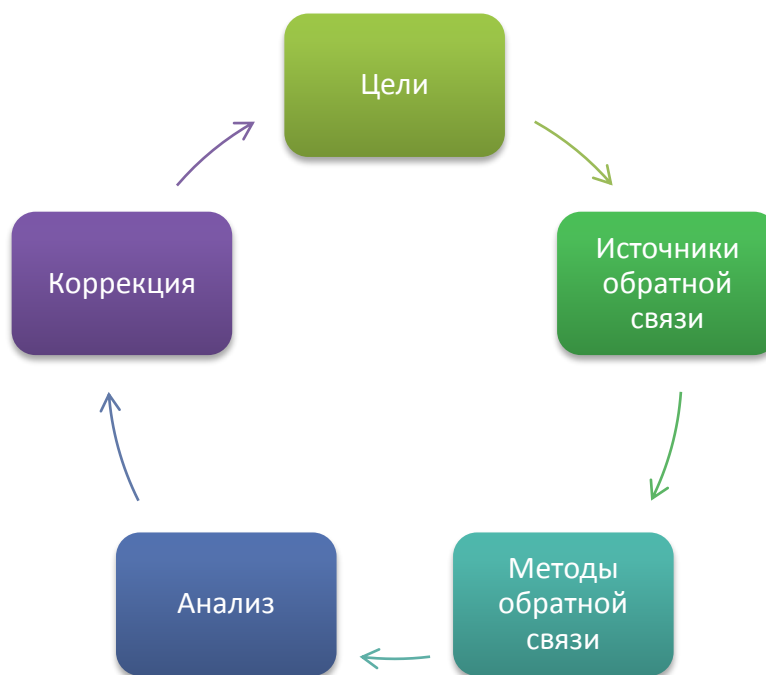 Цели
Источники
обратной
связи
Методы
обратной
связи
Анализ
Коррекция